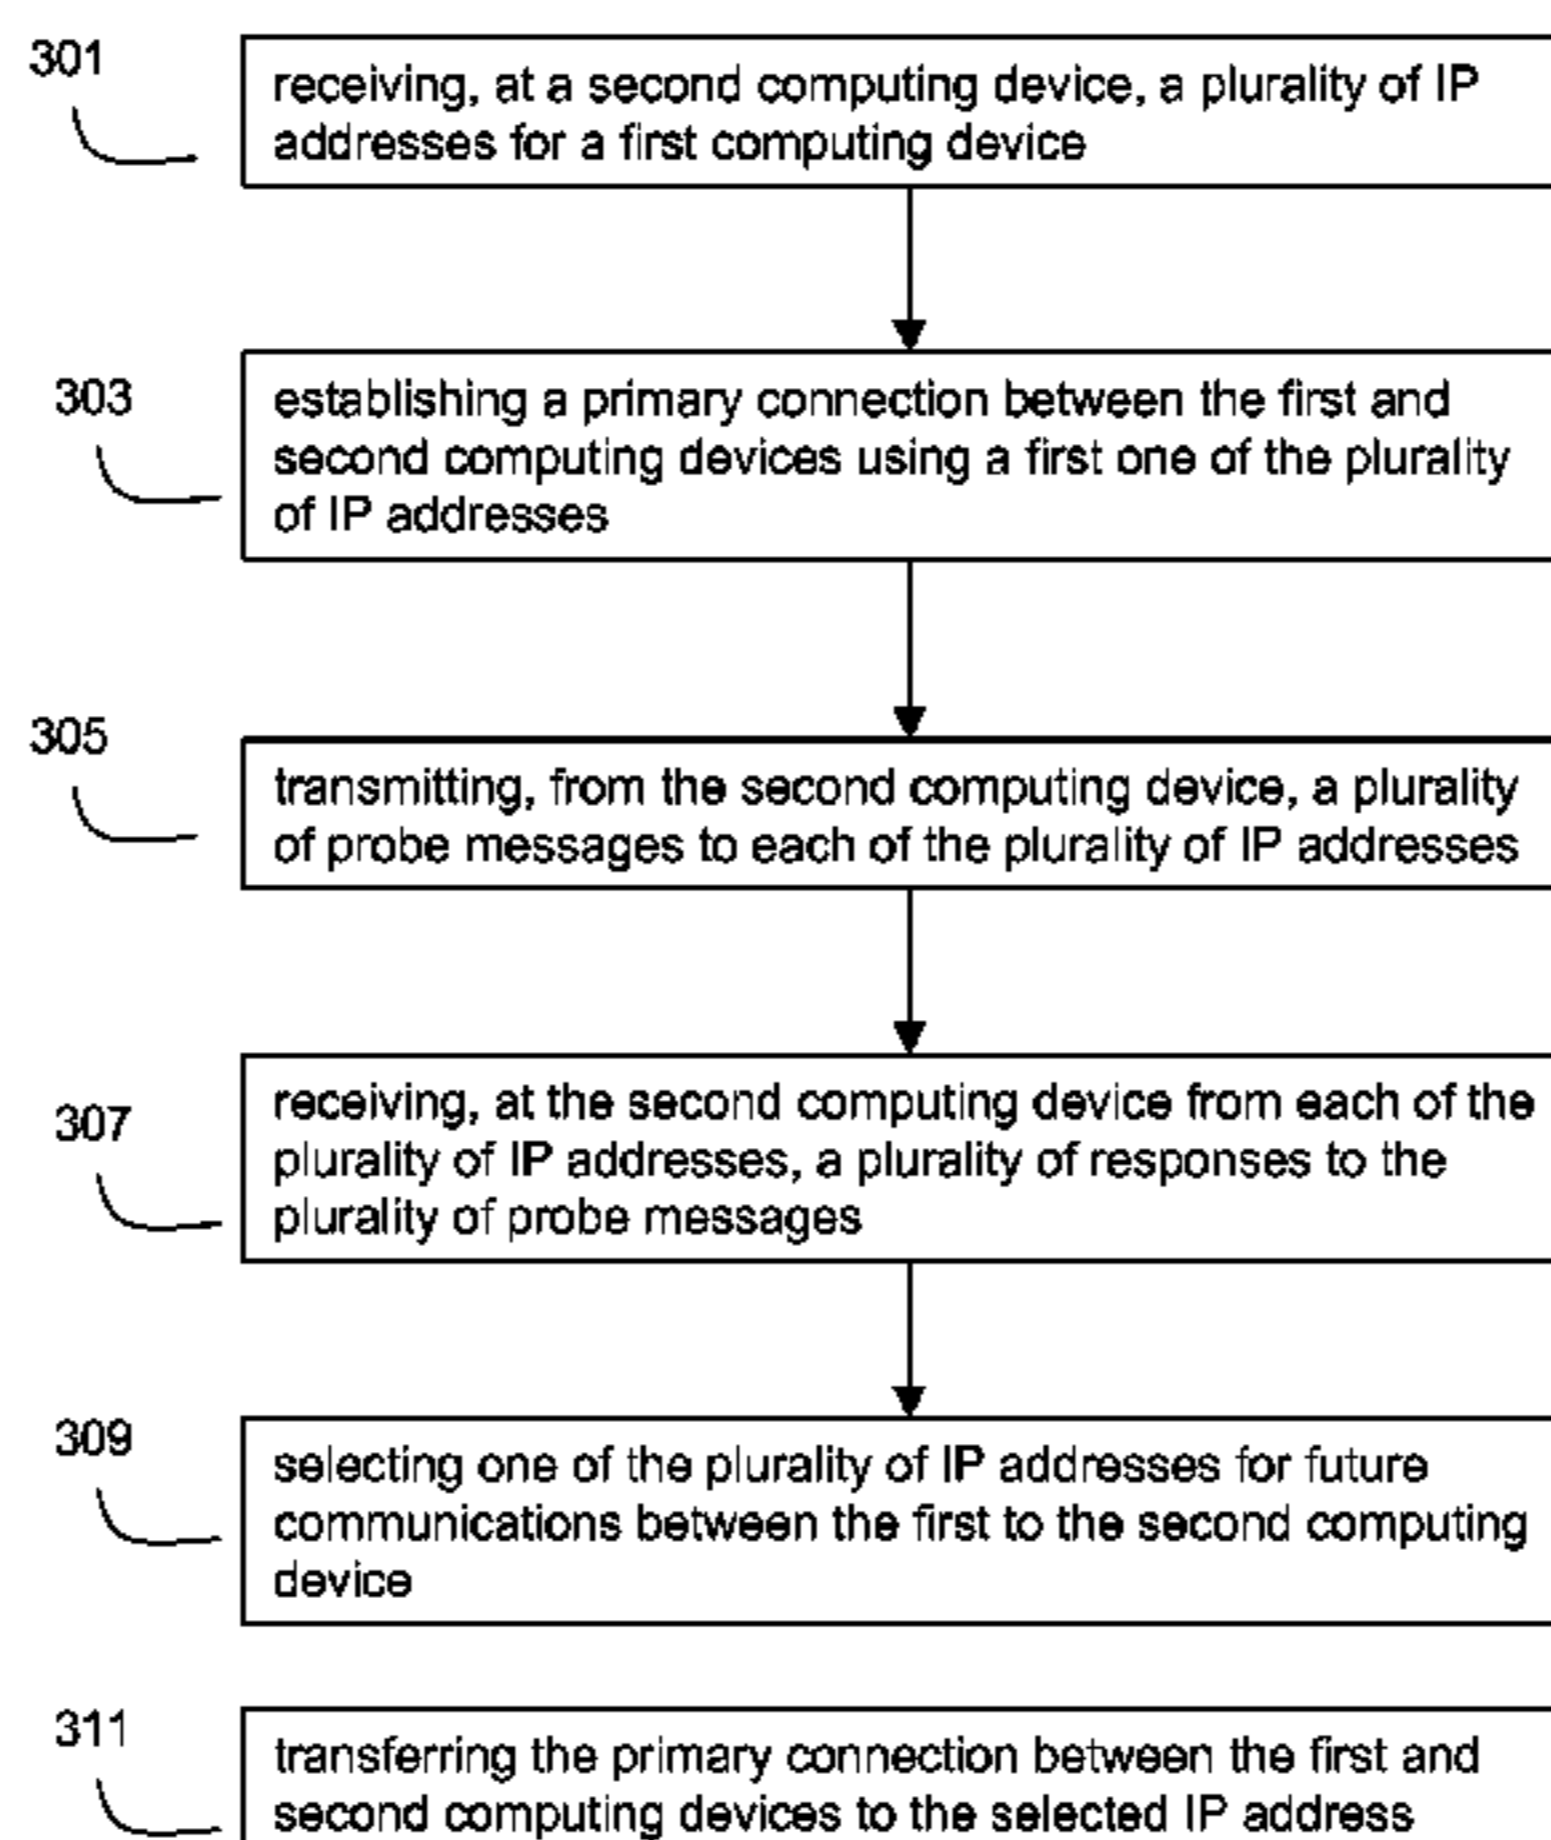 301
receiving, at a second computing device, a plurality of IP
addresses for a first computing device
303
establishing a primary connection between the first and
second computing devices using a first one of the plurality
of IP addresses
305
transmitting, from the second computing device, a plurality
of probe messages to each of the plurality of IP addresses
307
receiving, at the second computing device from each of the
plurality of IP addresses, a plurality of responses to the
plurality of probe messages
309
selecting one of the plurality of IP addresses for future
communications between the first to the second computing
device
311
transferring the primary connection between the first and
second computing devices to the selected IP address